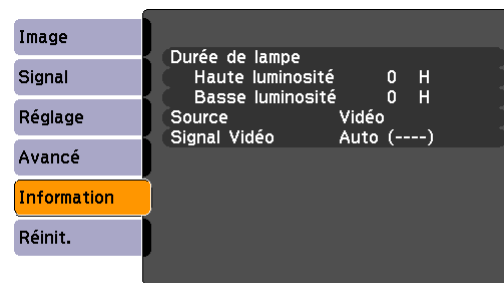 Image
Signal
Réglage
Avancé
Information
Réinit.
Durée de lampe
Haute luminosité 0 H
Basse luminosité 0 H
Source Vidéo
Signal Vidéo Auto (----)